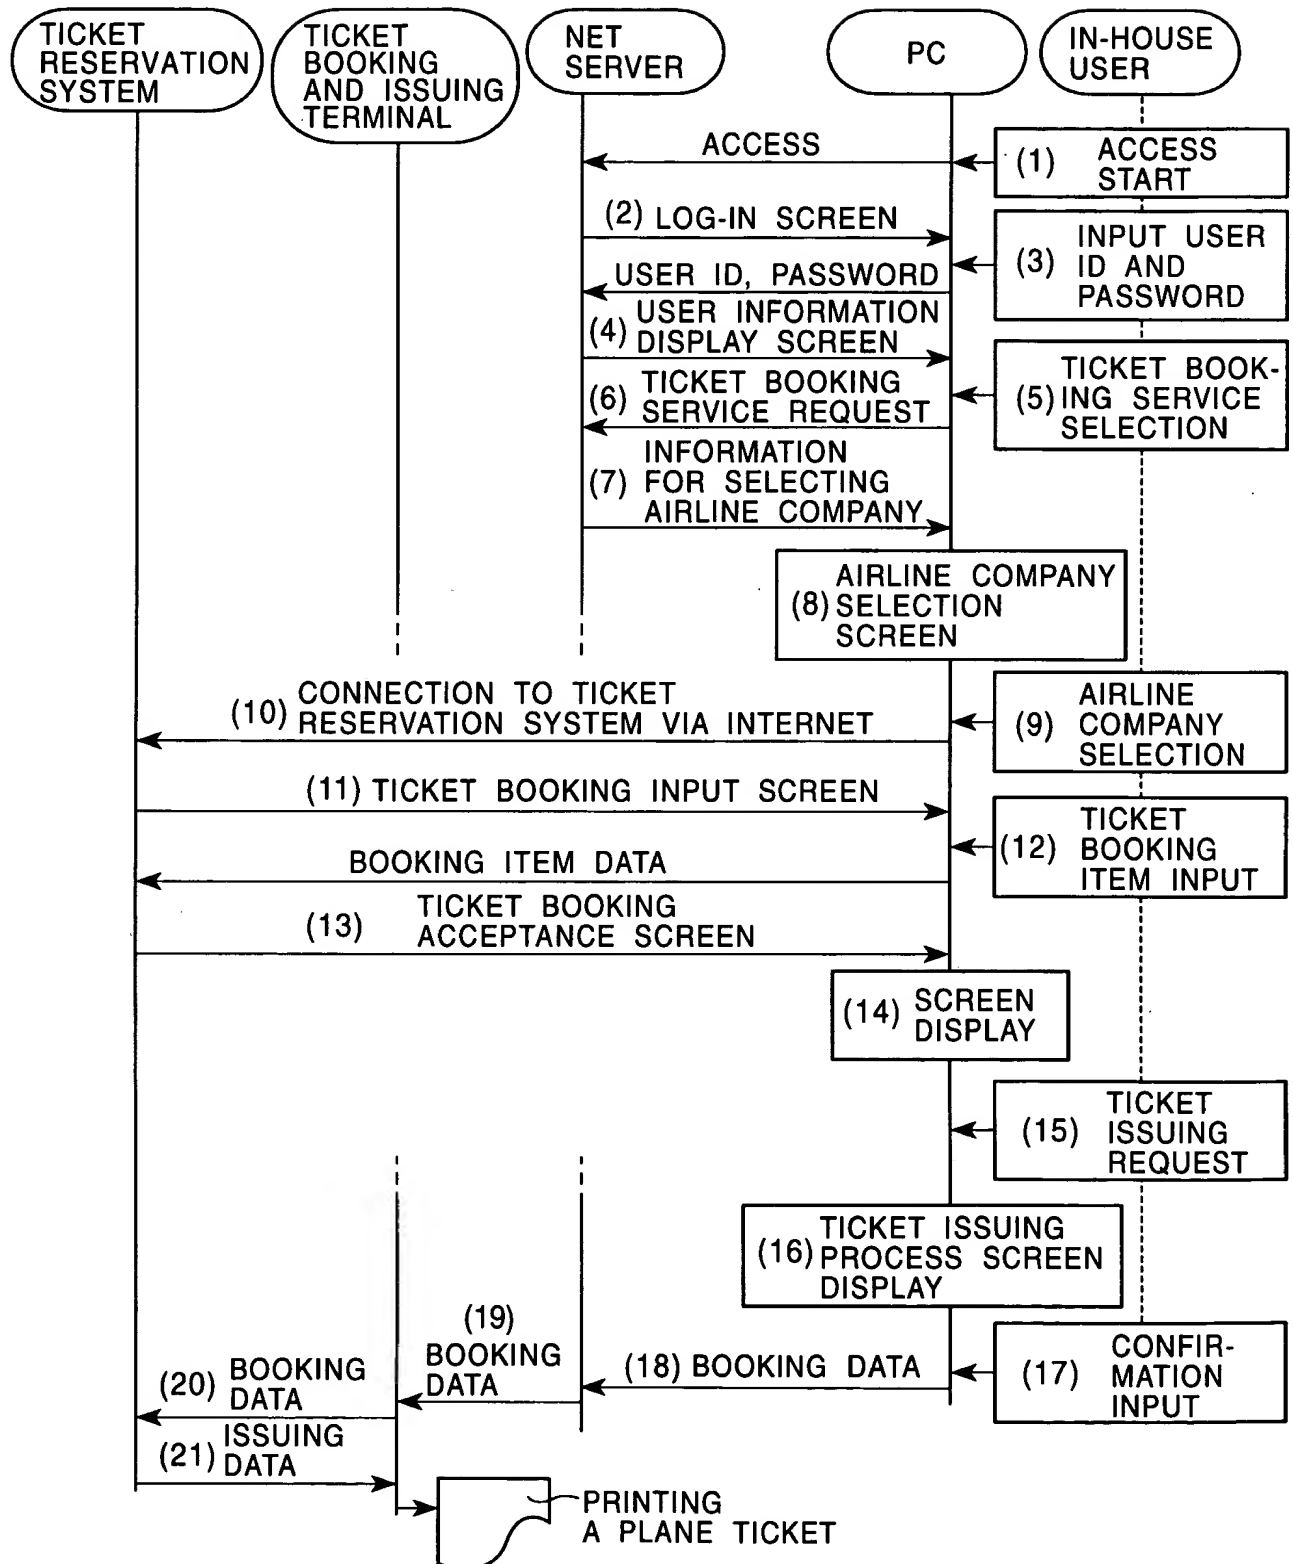 TICKET
RESERVATION
SYSTEM
TICKET
BOOKING
AND ISSUING
TERMINAL
NET
SERVER
PC
IN-HOUSE
USER
ACCESS
(1) ACCESS
START
(2) LOG-IN SCREEN
(3) INPUT USER
ID AND
PASSWORD
USER ID, PASSWORD
(4) USER INFORMATION
DISPLAY SCREEN
(5) TICKET BOOK-
ING SERVICE
SELECTION
(6) TICKET BOOKING
SERVICE REQUEST
(7) INFORMATION
FOR SELECTING
AIRLINE COMPANY
(8) AIRLINE COMPANY
SELECTION
SCREEN
(9) AIRLINE
COMPANY
SELECTION
(10) CONNECTION TO TICKET
RESERVATION SYSTEM VIA INTERNET
(11) TICKET BOOKING INPUT SCREEN
(12) TICKET
BOOKING
ITEM INPUT
BOOKING ITEM DATA
(13) TICKET BOOKING
ACCEPTANCE SCREEN
(14) SCREEN
DISPLAY
(15) TICKET
ISSUING
REQUEST
(16) TICKET ISSUING
PROCESS SCREEN
DISPLAY
(17) CONFIR-
MATION
INPUT
(18) BOOKING DATA
(19)
BOOKING
DATA
(20) BOOKING
DATA
(21) ISSUING
DATA
PRINTING
A PLANE TICKET